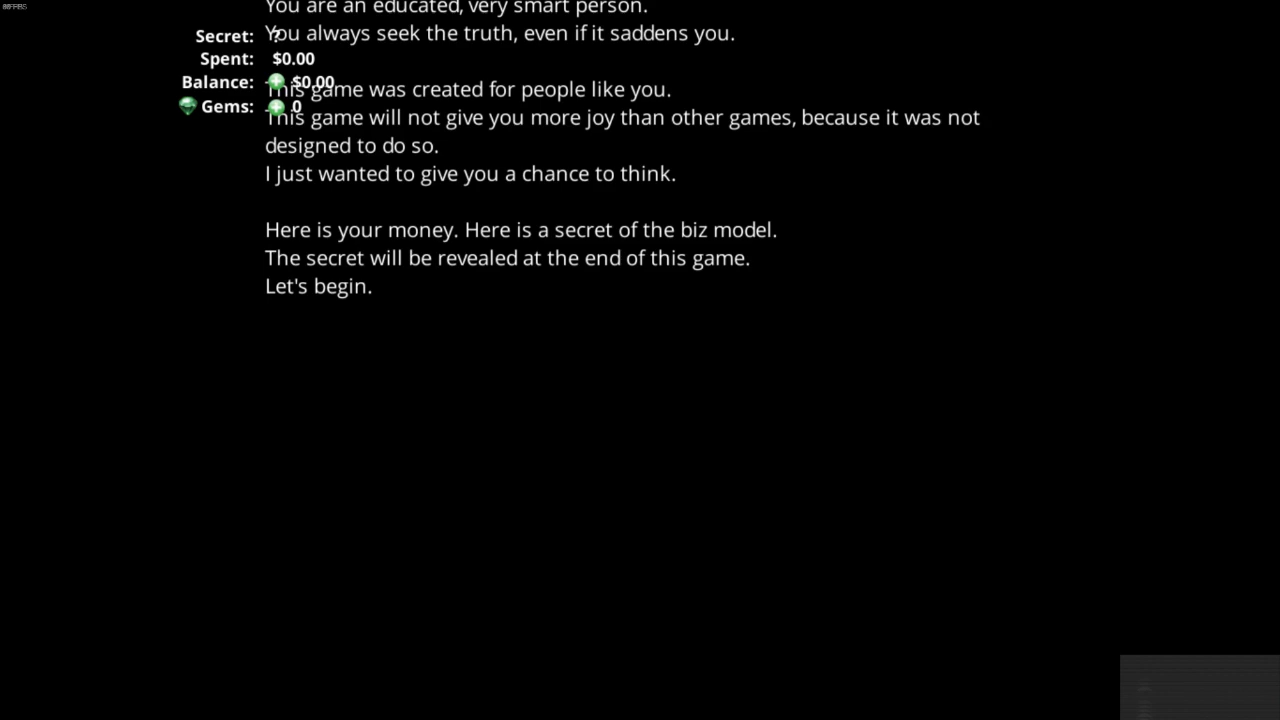 You are an educated, very smart person.
Secret: ?
You always seek the truth, even if it saddens you.
Spent: $0.00
Balance: $0.00
This game was created for people like you.
Gems: 0
This game will not give you more joy than other games, because it was not
designed to do so.
I just wanted to give you a chance to think.
Here is your money. Here is a secret of the biz model.
The secret will be revealed at the end of this game.
Let's begin.